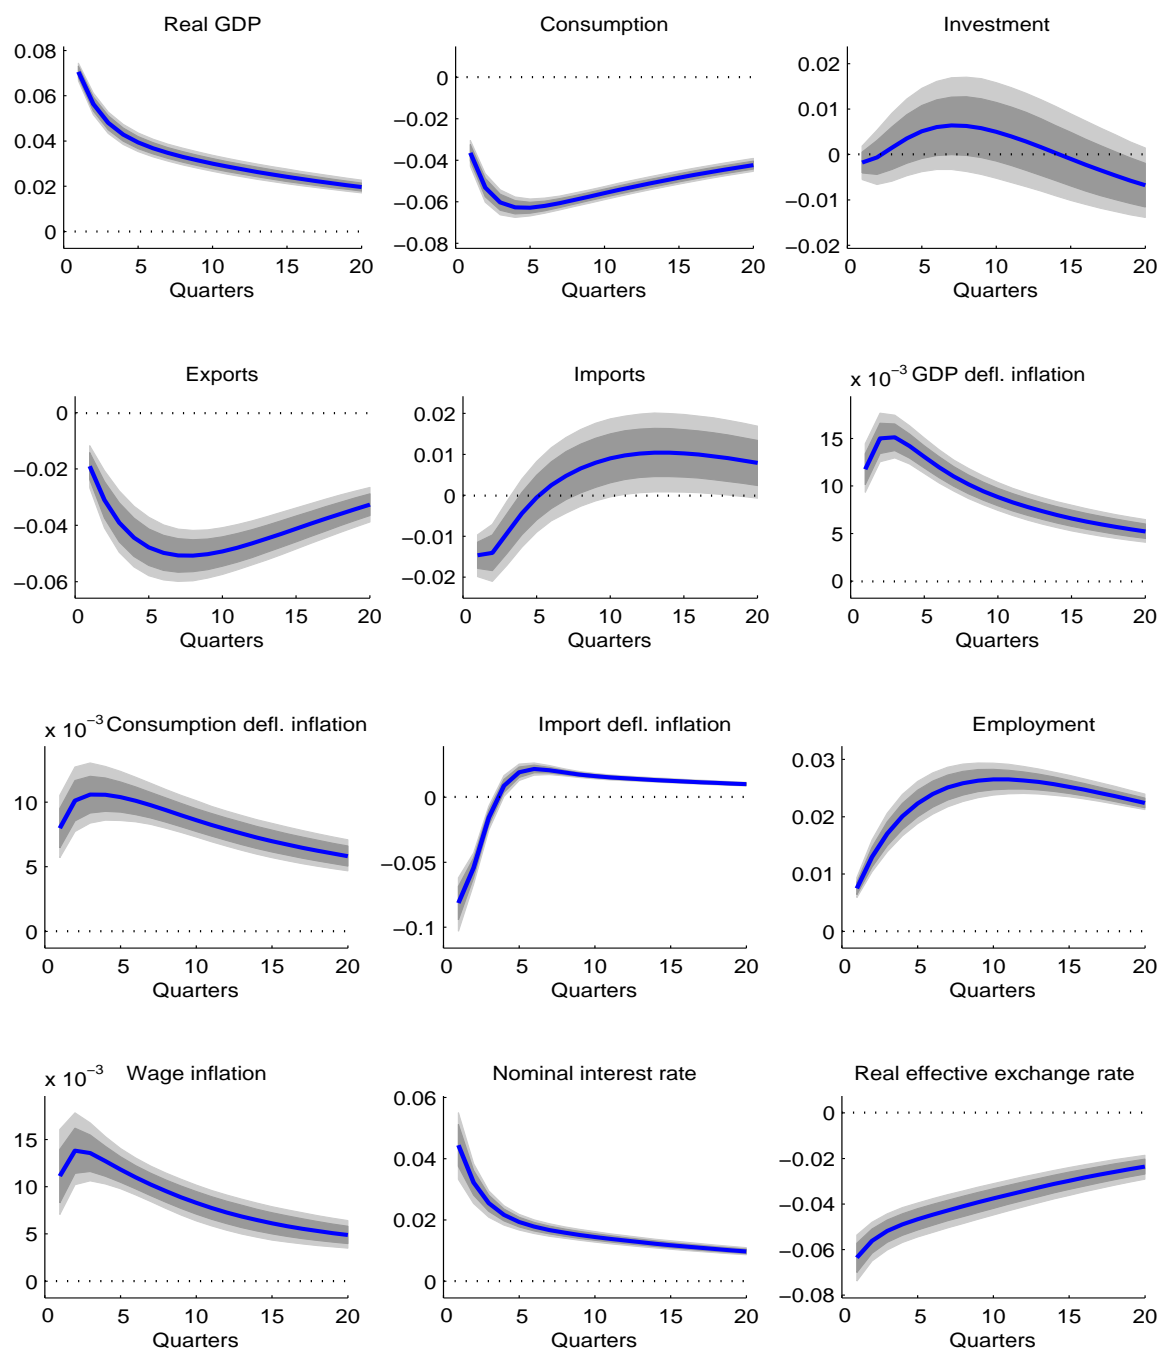 Real GDP
0.08
0.06
0.04
0.02
0
0 5 10 15 20
Quarters
Consumption
0
−0.02
−0.04
−0.06
−0.08
0 5 10 15 20
Quarters
Investment
0.02
0.01
0
−0.01
−0.02
0 5 10 15 20
Quarters
Exports
0
−0.02
−0.04
−0.06
0 5 10 15 20
Quarters
Imports
0.02
0.01
0
−0.01
−0.02
0 5 10 15 20
Quarters
x 10−3 GDP defl. inflation
15
10
5
0
0 5 10 15 20
Quarters
x 10−3 Consumption defl. inflation
10
5
0
0 5 10 15 20
Quarters
Import defl. inflation
0
−0.05
−0.1
0 5 10 15 20
Quarters
Employment
0.03
0.02
0.01
0
0 5 10 15 20
Quarters
x 10−3 Wage inflation
15
10
5
0
0 5 10 15 20
Quarters
Nominal interest rate
0.06
0.04
0.02
0
0 5 10 15 20
Quarters
Real effective exchange rate
0
−0.02
−0.04
−0.06
−0.08
0 5 10 15 20
Quarters